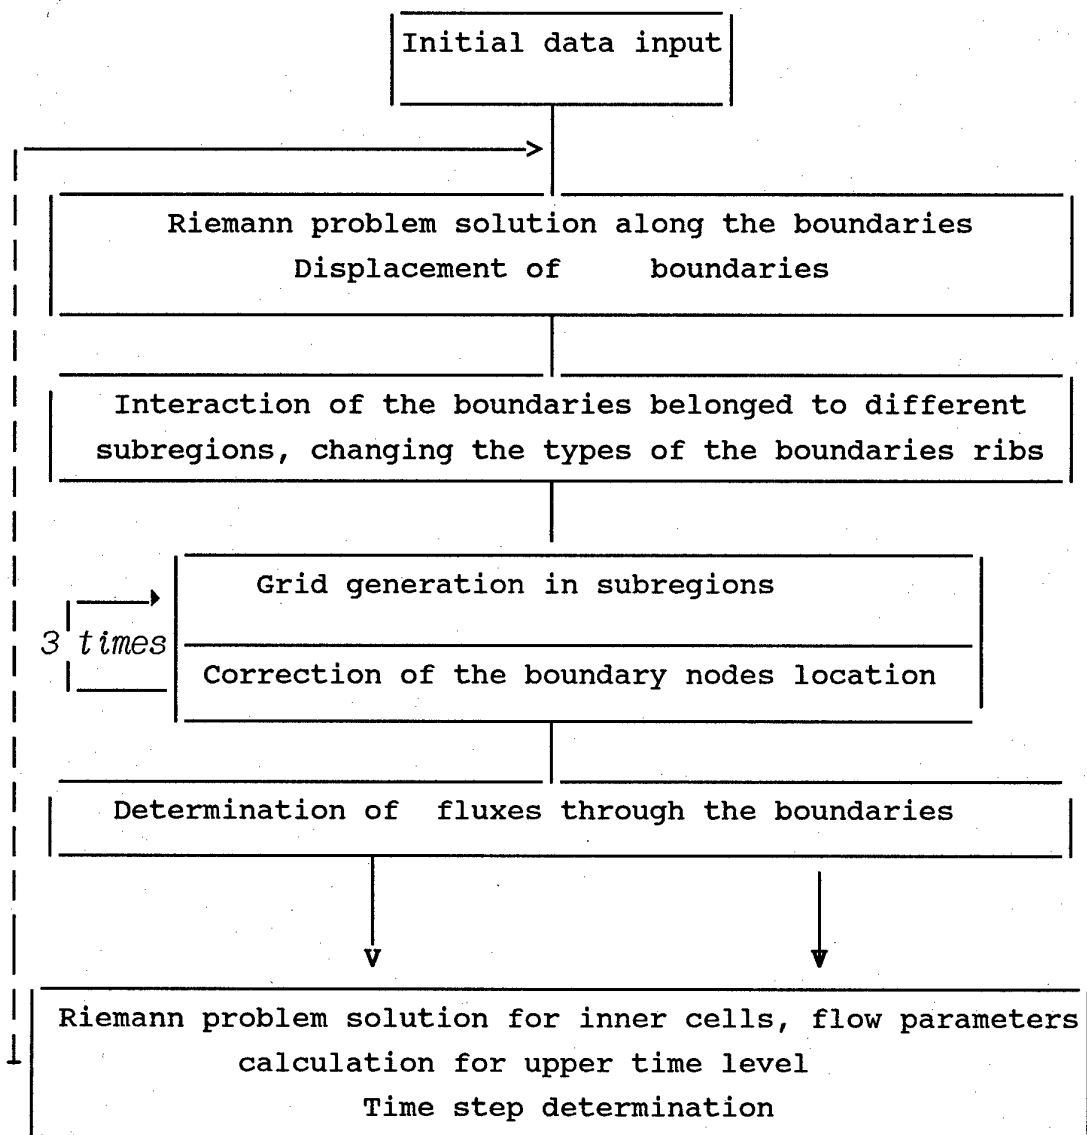 Initial data input
Riemann problem solution along the boundaries
Displacement of boundaries
Interaction of the boundaries belonged to different
subregions, changing the types of the boundaries ribs
Grid generation in subregions
3 times
Correction of the boundary nodes location
Determination of fluxes through the boundaries
Riemann problem solution for inner cells, flow parameters
calculation for upper time level
Time step determination